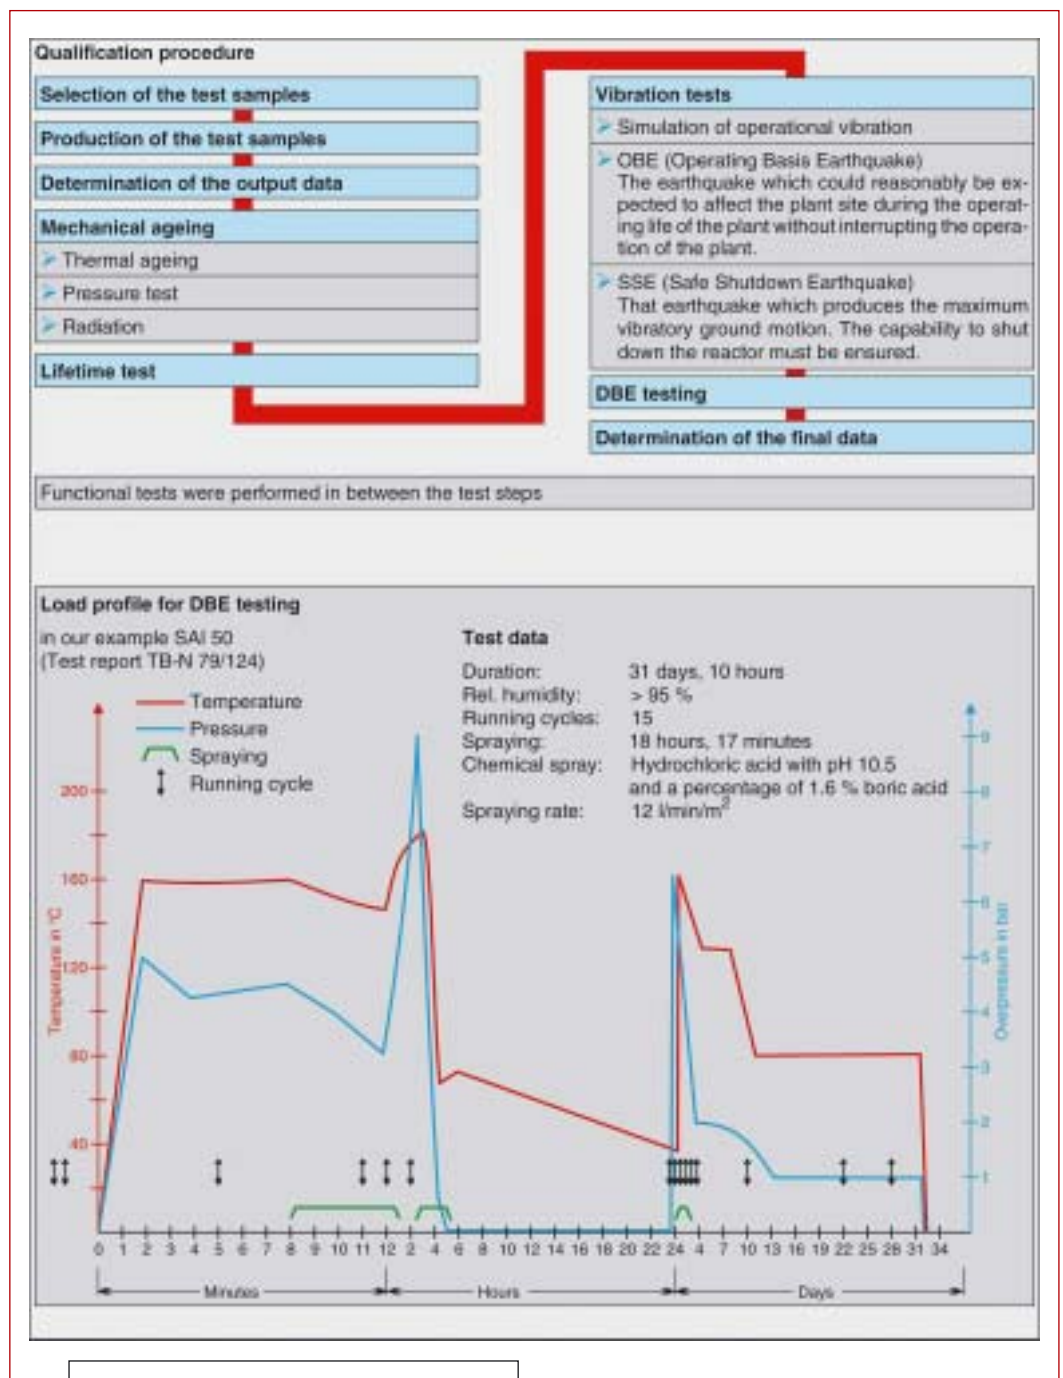 Qualification procedure
Selection of the test samples
Production of the test samples
Determination of the output data
Mechanical ageing
Thermal ageing
Pressure test
Radiation
Lifetime test
Vibration tests
Simulation of operational vibration
OBE (Operating Basis Earthquake)
The earthquake which could reasonably be ex-
pected to affect the plant site during the operat-
ing life of the plant without interrupting the opera-
tion of the plant.
SSE (Safe Shutdown Earthquake)
That earthquake which produces the maximum
vibratory ground motion. The capability to shut
down the reactor must be ensured.
DBE testing
Determination of the final data
Functional tests were performed in between the test steps
Load profile for DBE testing
in our example SAI 50
(Test report TB-N 79/124)
Temperature
Pressure
Spraying
Running cycle
Test data
Duration: 31 days, 10 hours
Rel. humidity: > 95 %
Running cycles: 15
Spraying: 18 hours, 17 minutes
Chemical spray: Hydrochloric acid with pH 10.5
and a percentage of 1.6 % boric acid
Spraying rate: 12 l/min/m²
200
160
120
80
40
Temperature in °C
9
8
7
6
5
4
3
2
1
Overpressure in bar
0 1 2 3 4 5 6 7 8 9 10 11 12 2 4 6 8 10 12 14 16 18 20 22 24 4 7 10 13 16 19 22 25 28 31 34
Minutes Hours Days